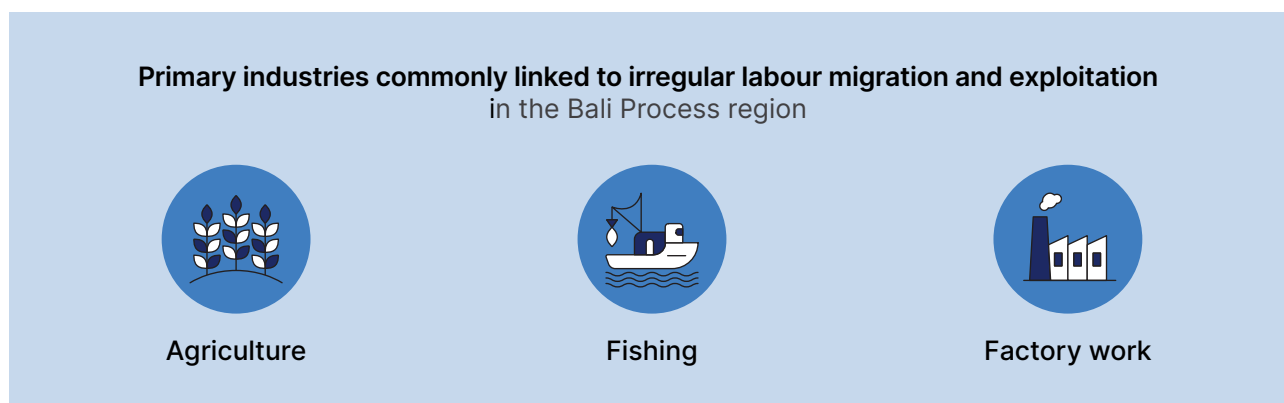 Primary industries commonly linked to irregular labour migration and exploitation
in the Bali Process region
Agriculture
Fishing
Factory work